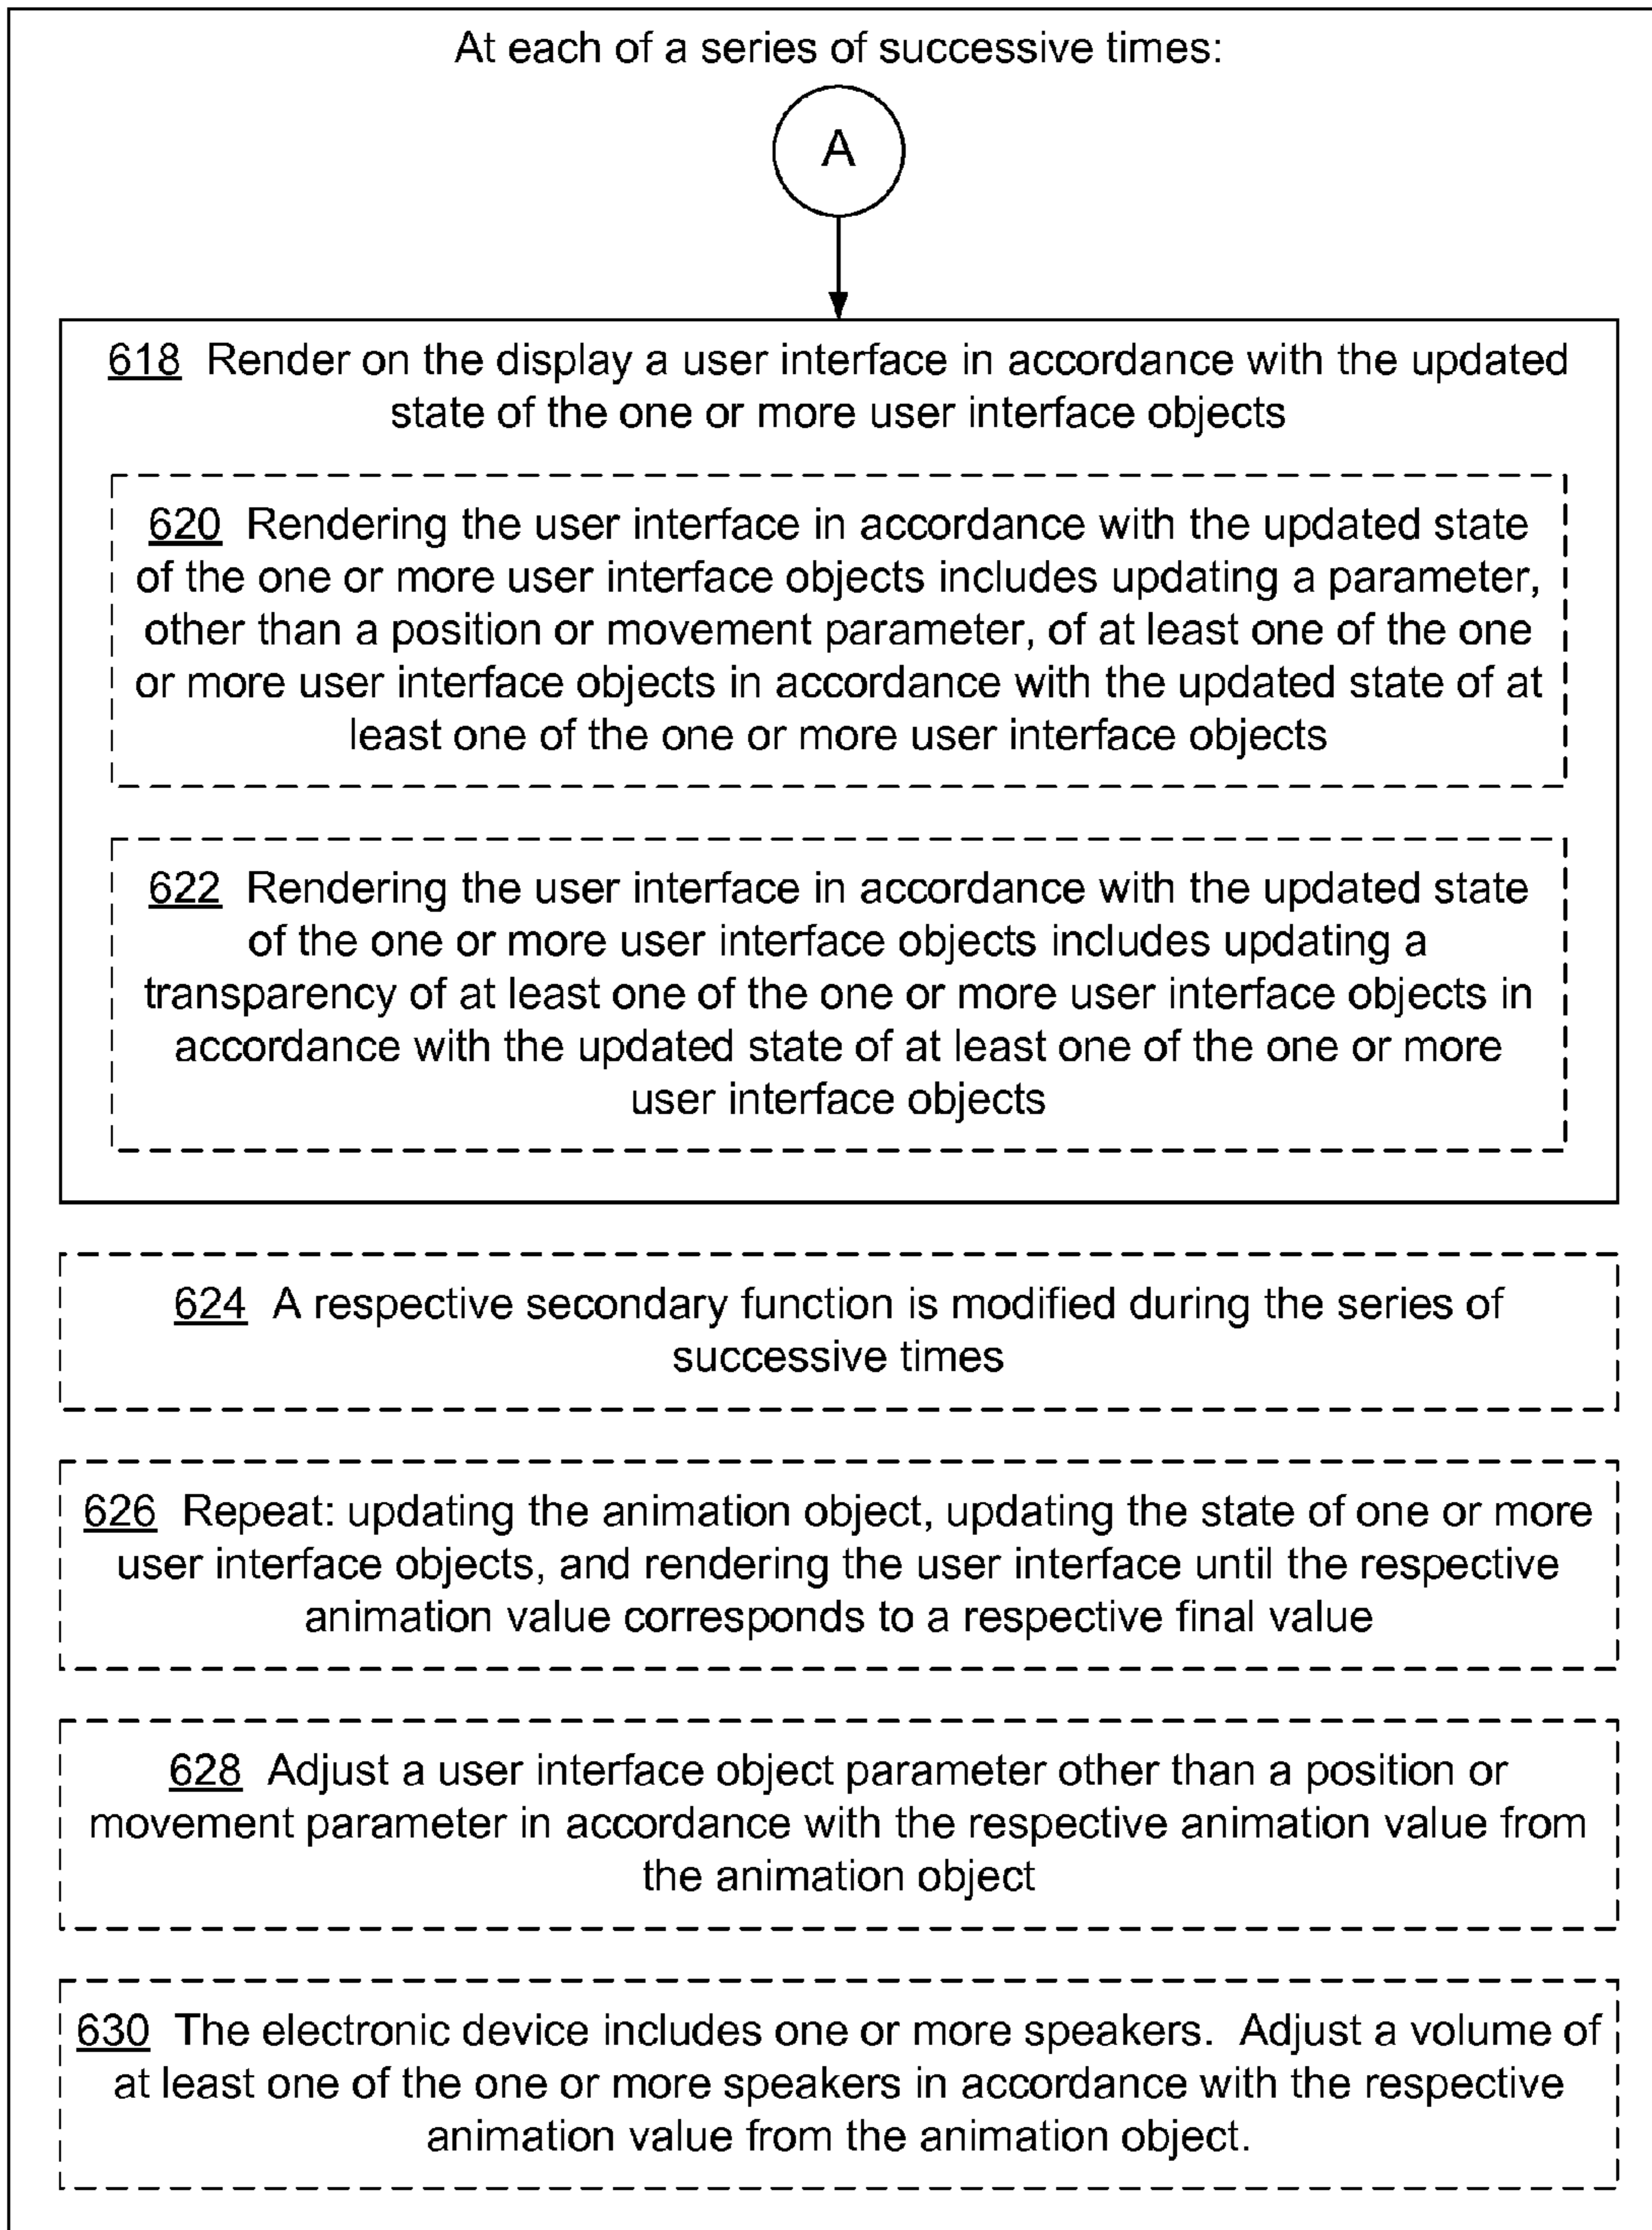 At each of a series of successive times:
A
618 Render on the display a user interface in accordance with the updated
state of the one or more user interface objects
620 Rendering the user interface in accordance with the updated state
of the one or more user interface objects includes updating a parameter,
other than a position or movement parameter, of at least one of the one
or more user interface objects in accordance with the updated state of at
least one of the one or more user interface objects
622 Rendering the user interface in accordance with the updated state
of the one or more user interface objects includes updating a
transparency of at least one of the one or more user interface objects in
accordance with the updated state of at least one of the one or more
user interface objects
624 A respective secondary function is modified during the series of
successive times
626 Repeat: updating the animation object, updating the state of one or more
user interface objects, and rendering the user interface until the respective
animation value corresponds to a respective final value
628 Adjust a user interface object parameter other than a position or
movement parameter in accordance with the respective animation value from
the animation object
630 The electronic device includes one or more speakers. Adjust a volume of
at least one of the one or more speakers in accordance with the respective
animation value from the animation object.